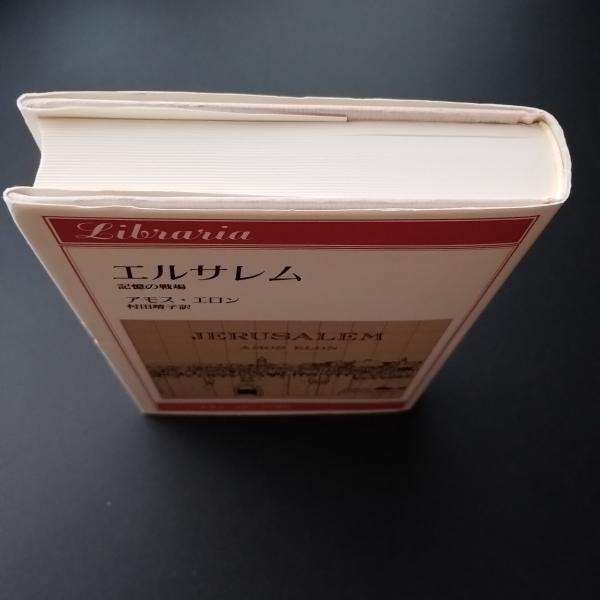 Libraria
エルサレム
記憶の戦場
アモス・エロン
村田靖子訳
JERUSALEM
AMOS ELON